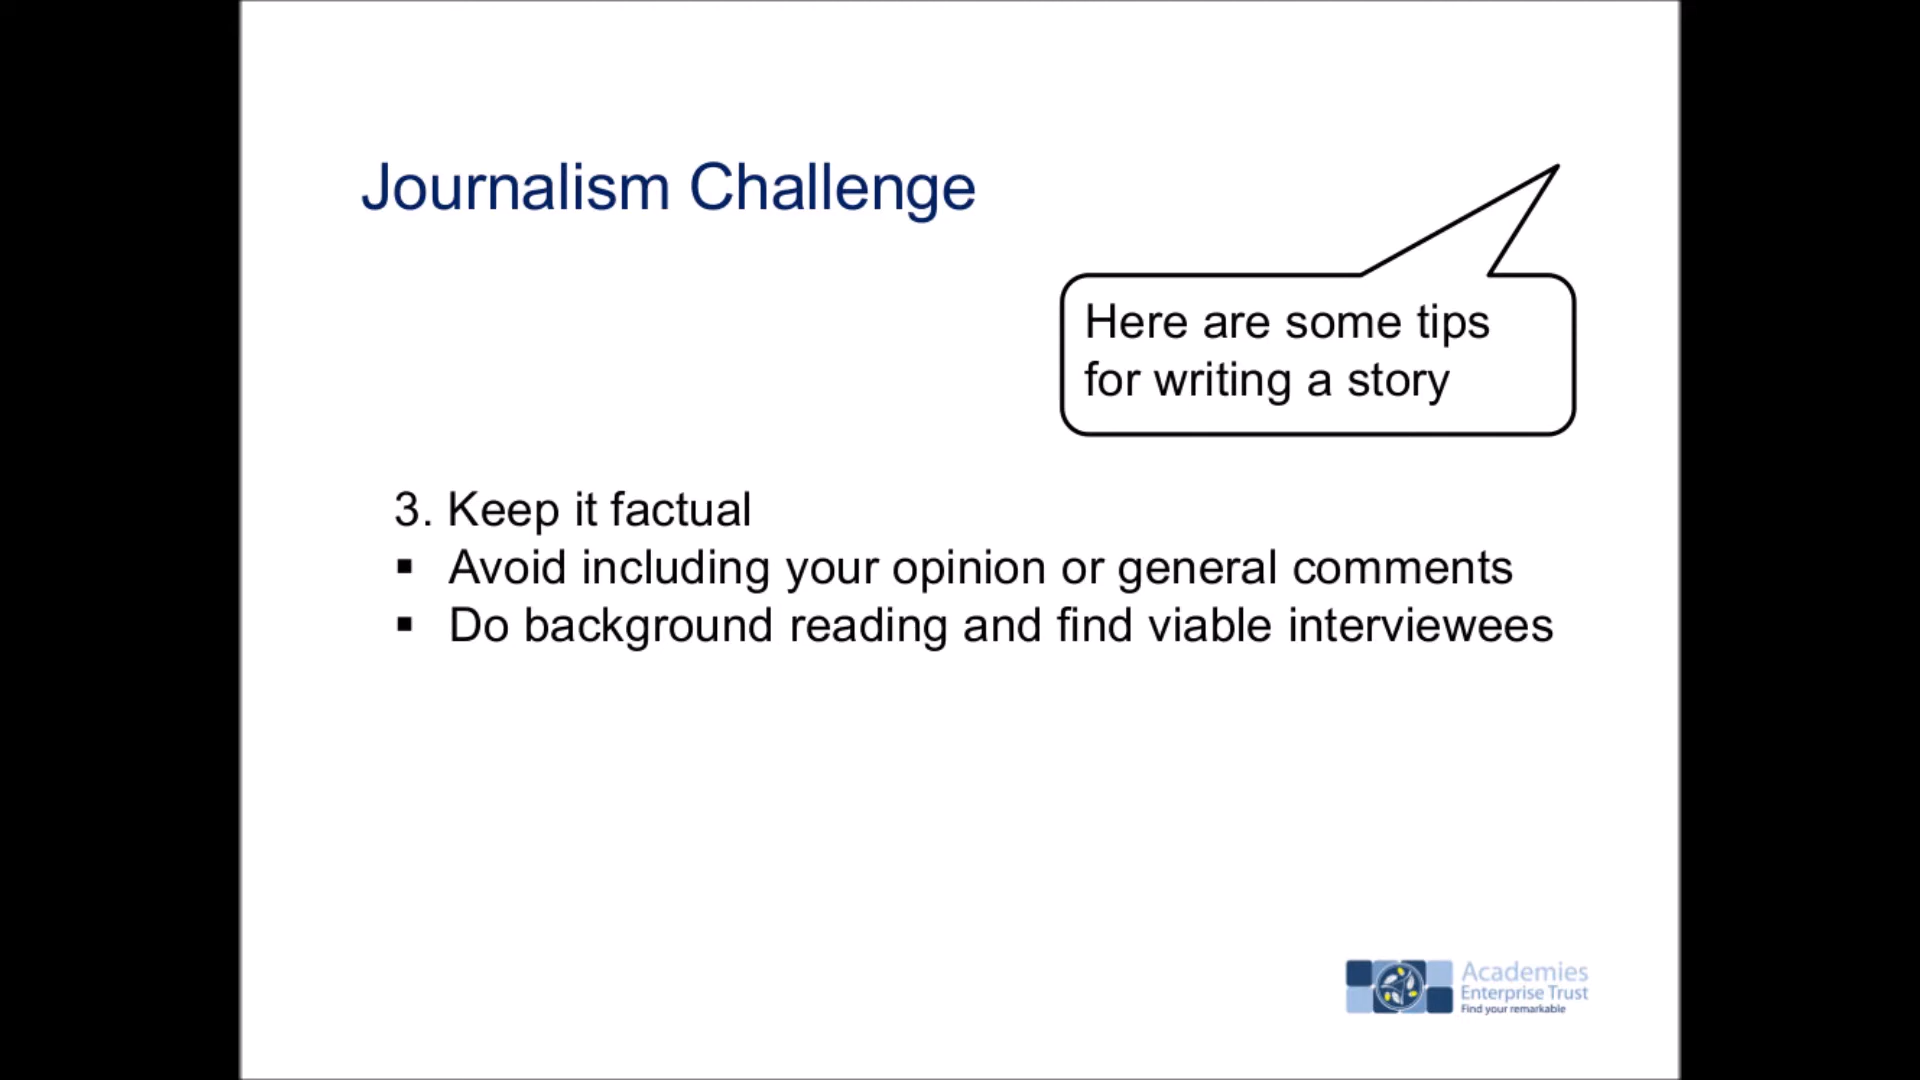 Journalism Challenge
Here are some tips
for writing a story
3. Keep it factual
▪ Avoid including your opinion or general comments
▪ Do background reading and find viable interviewees
Academies
Enterprise Trust
Find your remarkable